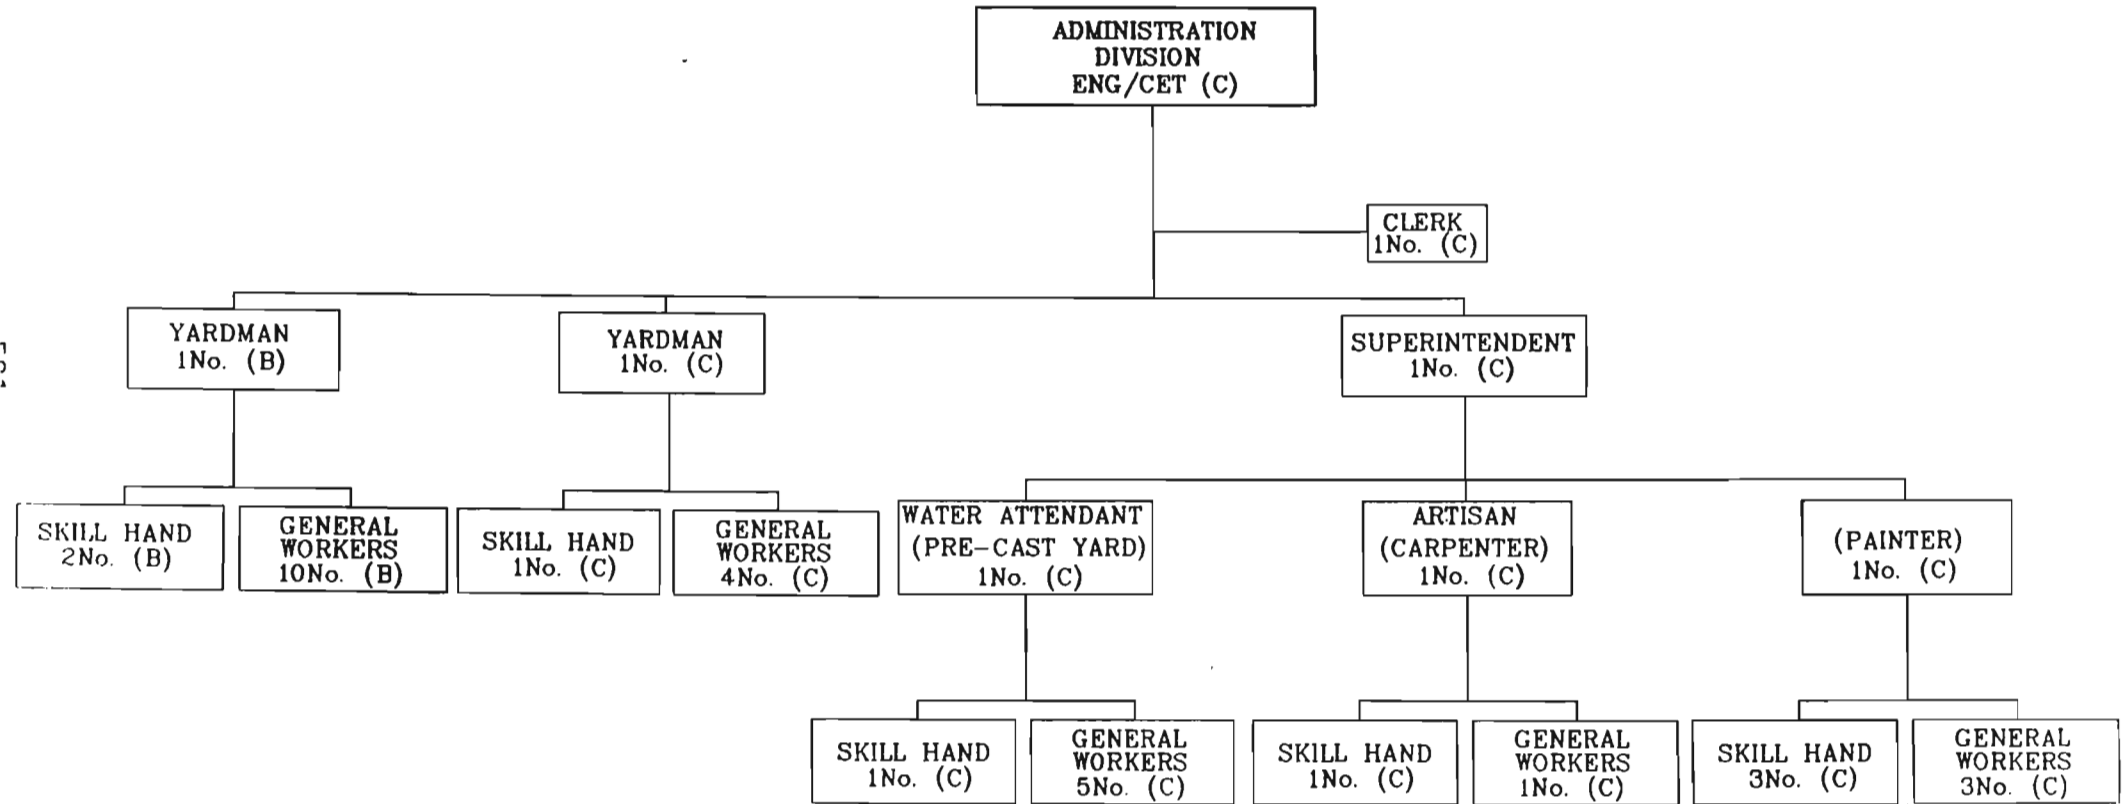 ADMINISTRATION
DIVISION
ENG/CET (C)
CLERK
1No. (C)
YARDMAN
1No. (B)
YARDMAN
1No. (C)
SUPERINTENDENT
1No. (C)
SKILL HAND
2No. (B)
GENERAL
WORKERS
10No. (B)
SKILL HAND
1No. (C)
GENERAL
WORKERS
4No. (C)
WATER ATTENDANT
(PRE-CAST YARD)
1No. (C)
ARTISAN
(CARPENTER)
1No. (C)
(PAINTER)
1No. (C)
SKILL HAND
1No. (C)
GENERAL
WORKERS
5No. (C)
SKILL HAND
1No. (C)
GENERAL
WORKERS
1No. (C)
SKILL HAND
3No. (C)
GENERAL
WORKERS
3No. (C)